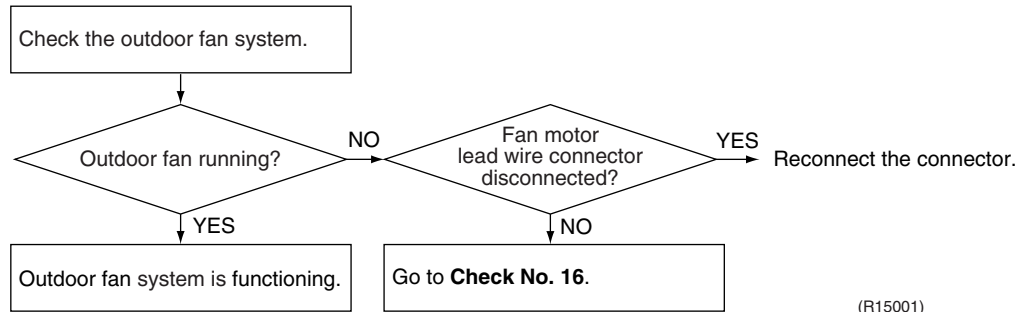 Check the outdoor fan system.
Outdoor fan running?
NO
Fan motor
lead wire connector
disconnected?
YES
Reconnect the connector.
YES
Outdoor fan system is functioning.
NO
Go to Check No. 16.
(R15001)